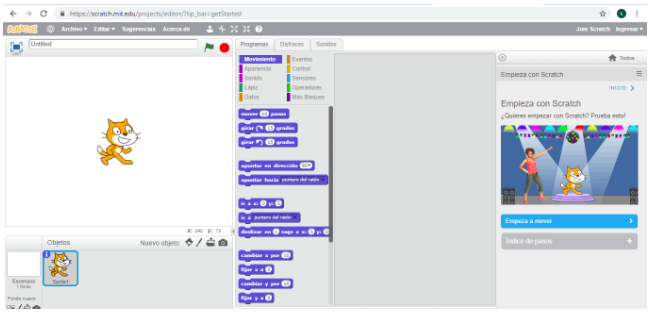 https://scratch.mit.edu/projects/editor/?tip_bar=getStarted
SCRATCH Archivo Editar Sugerencias Acerca de Join Scratch Ingresar
Untitled
Programas Disfraces Sonidos
Movimiento Eventos
Apariencia Control
Sonido Sensores
Lápiz Operadores
Datos Más Bloques
mover 10 pasos
girar 15 grados
girar 15 grados
apuntar en dirección 90
apuntar hacia puntero del ratón
ir a x: 0 y: 0
ir a puntero del ratón
deslizar en 1 segs a x: 0 y: 0
cambiar x por 10
fijar x a 0
cambiar y por 10
fijar y a 0
X: 240 y: 73
Objetos Nuevo objeto:
Escenario
Sprite1
Todos
Empieza con Scratch
INICIO
Empieza con Scratch
¿Quieres empezar con Scratch? Prueba esto!
Empieza a mover
Índice de pasos